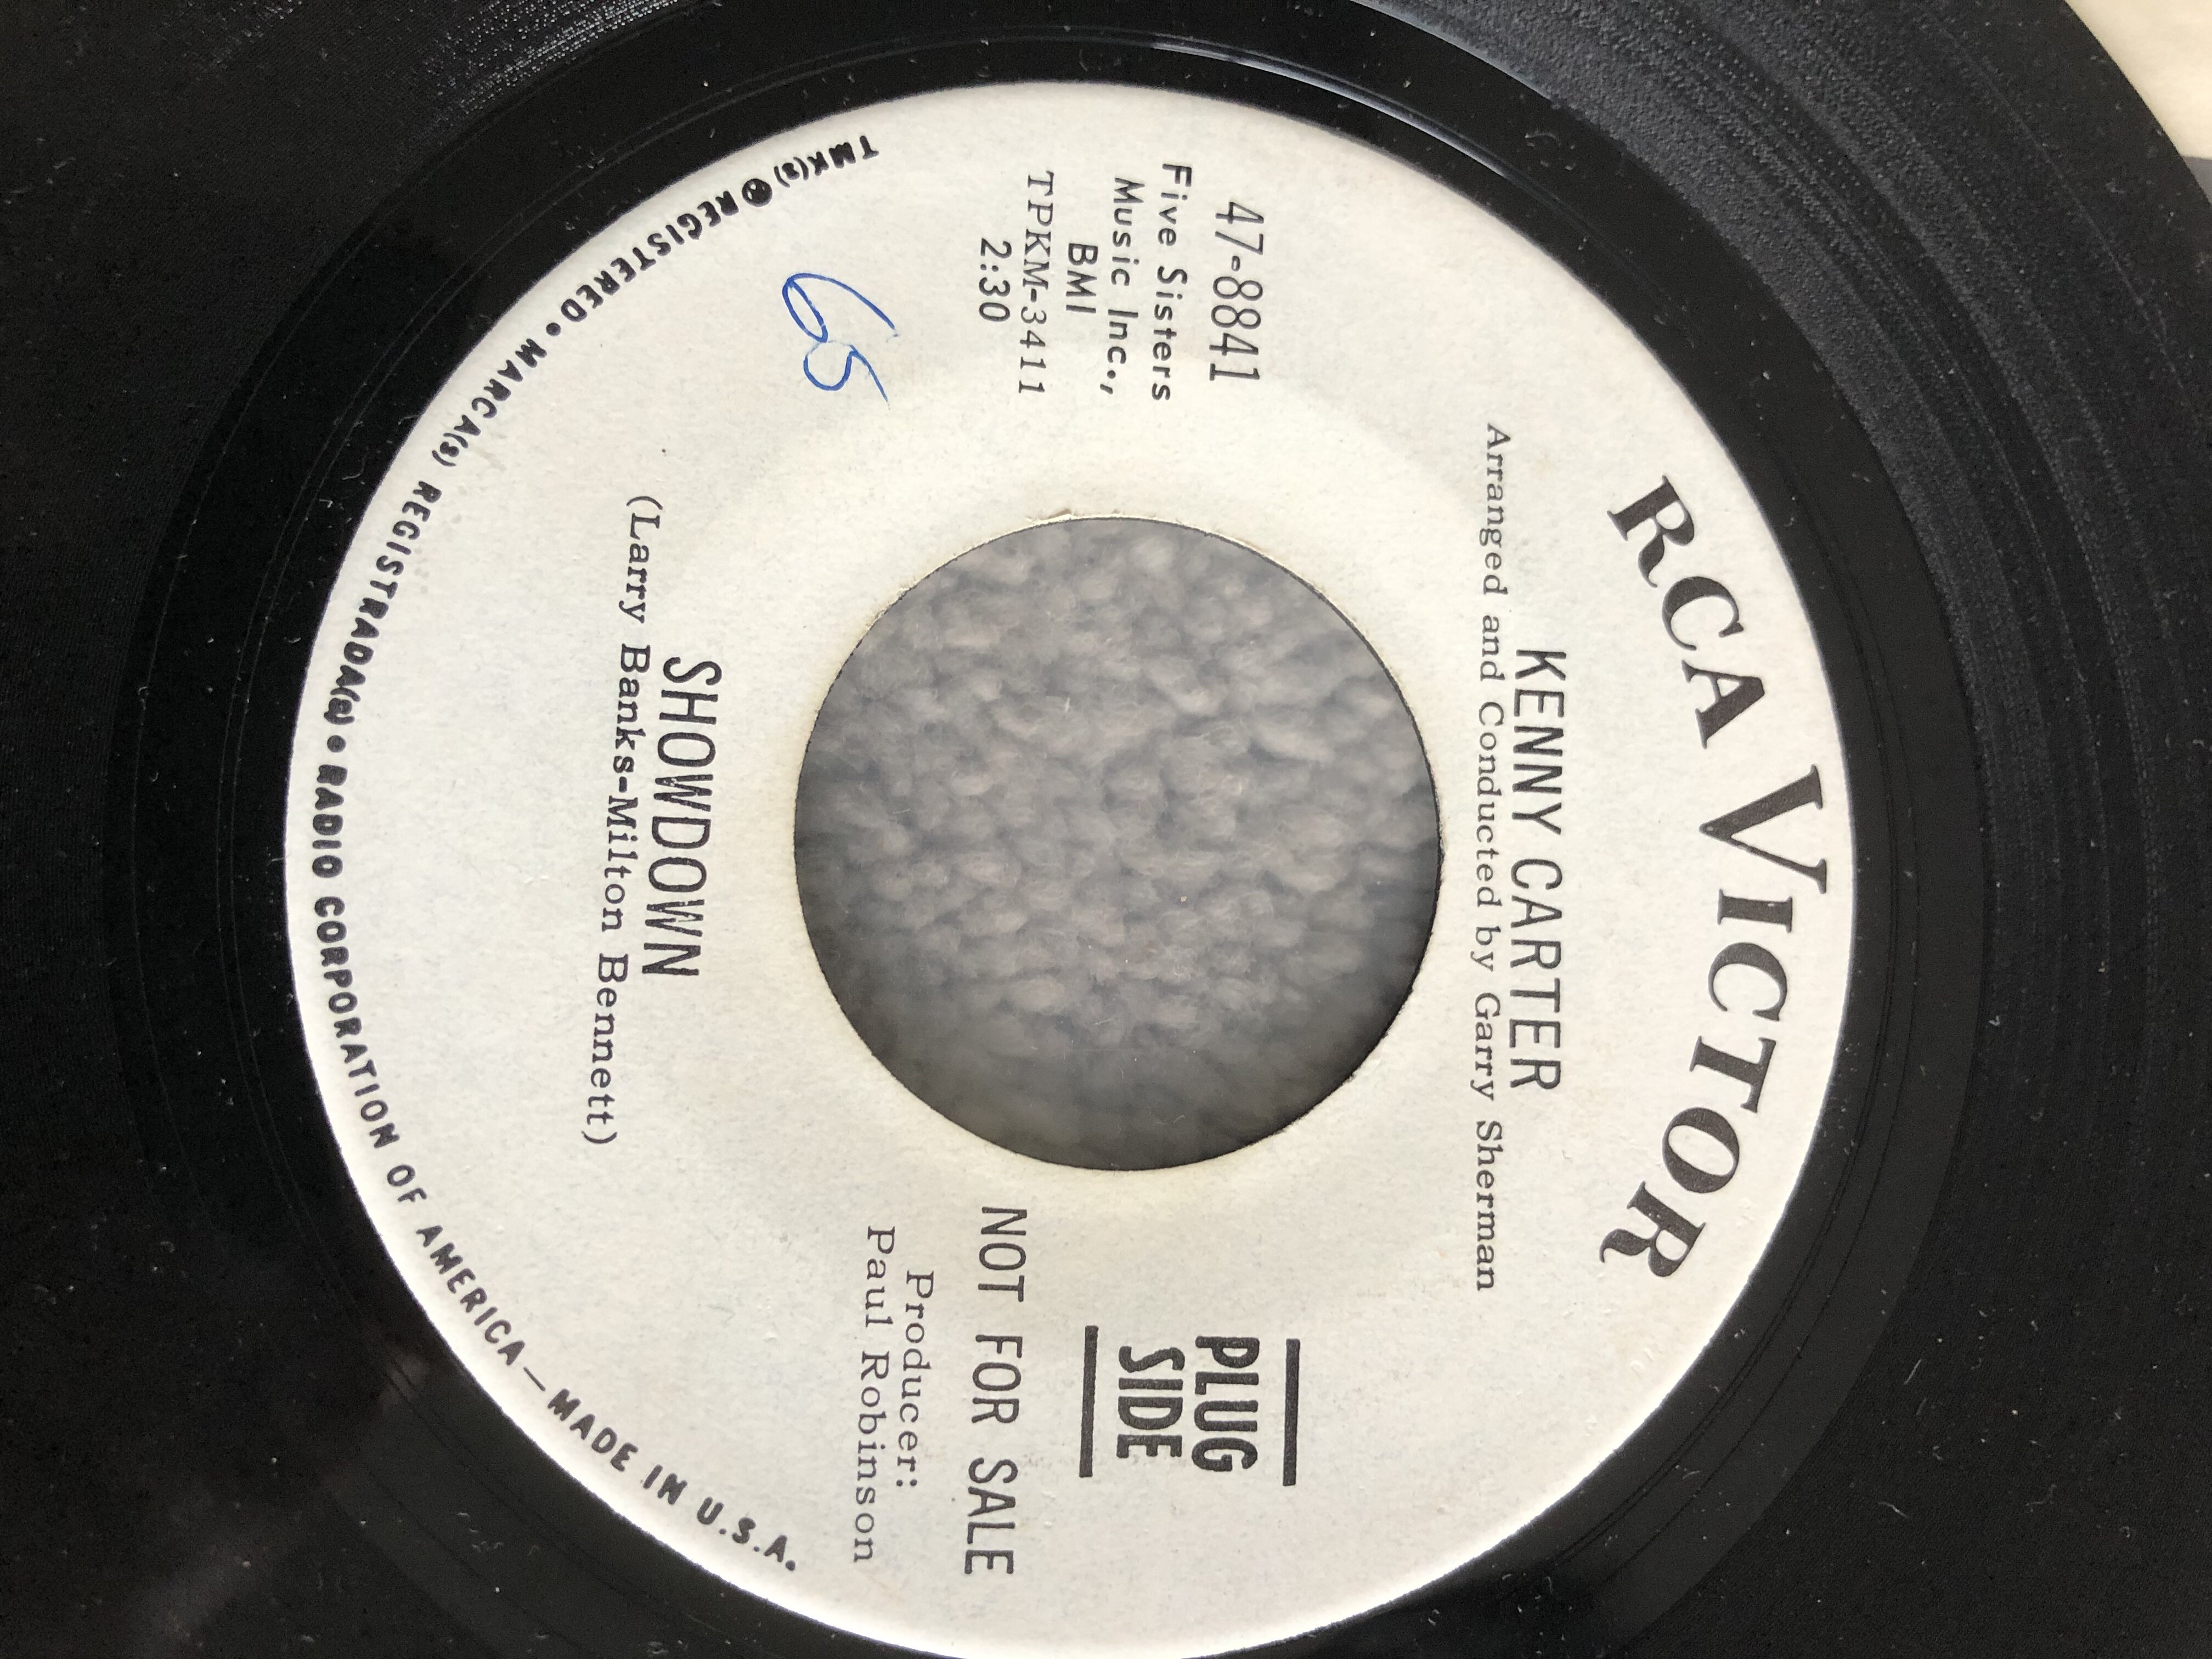 RCA VICTOR
KENNY CARTER
Arranged and Conducted by Garry Sherman
47-8841
Five Sisters
Music Inc.,
BMI
TPKM-3411
2:30
65
PLUG
SIDE
NOT FOR SALE
Producer:
Paul Robinson
SHOWDOWN
(Larry Banks-Milton Bennett)
TMK(s) ® REGISTERED • MARCA(s) REGISTRADA(s) • RADIO CORPORATION OF AMERICA—MADE IN U.S.A.